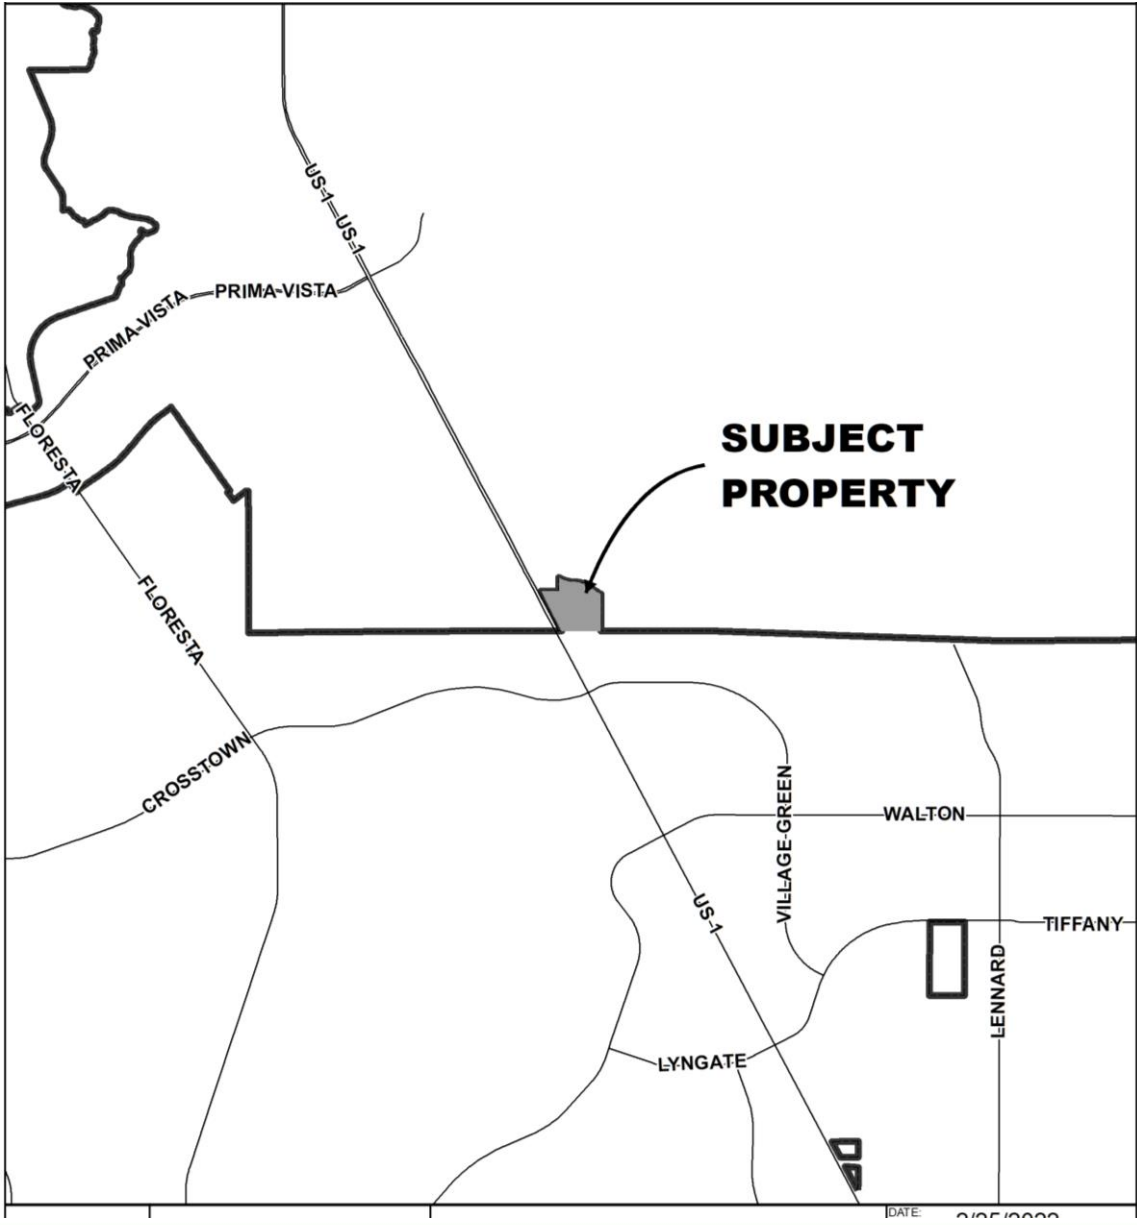 US-1
US-1
PRIMA-VISTA
PRIMA-VISTA
FLORESTA
SUBJECT
PROPERTY
FLORESTA
CROSSTOWN
VILLAGE-GREEN
WALTON
US-1
TIFFANY
LENNARD
LYNGATE
DATE: